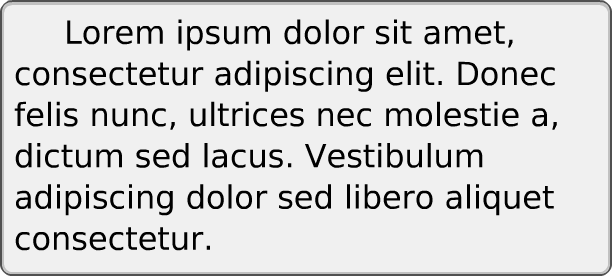 Lorem ipsum dolor sit amet,
consectetur adipiscing elit. Donec
felis nunc, ultrices nec molestie a,
dictum sed lacus. Vestibulum
adipiscing dolor sed libero aliquet
consectetur.